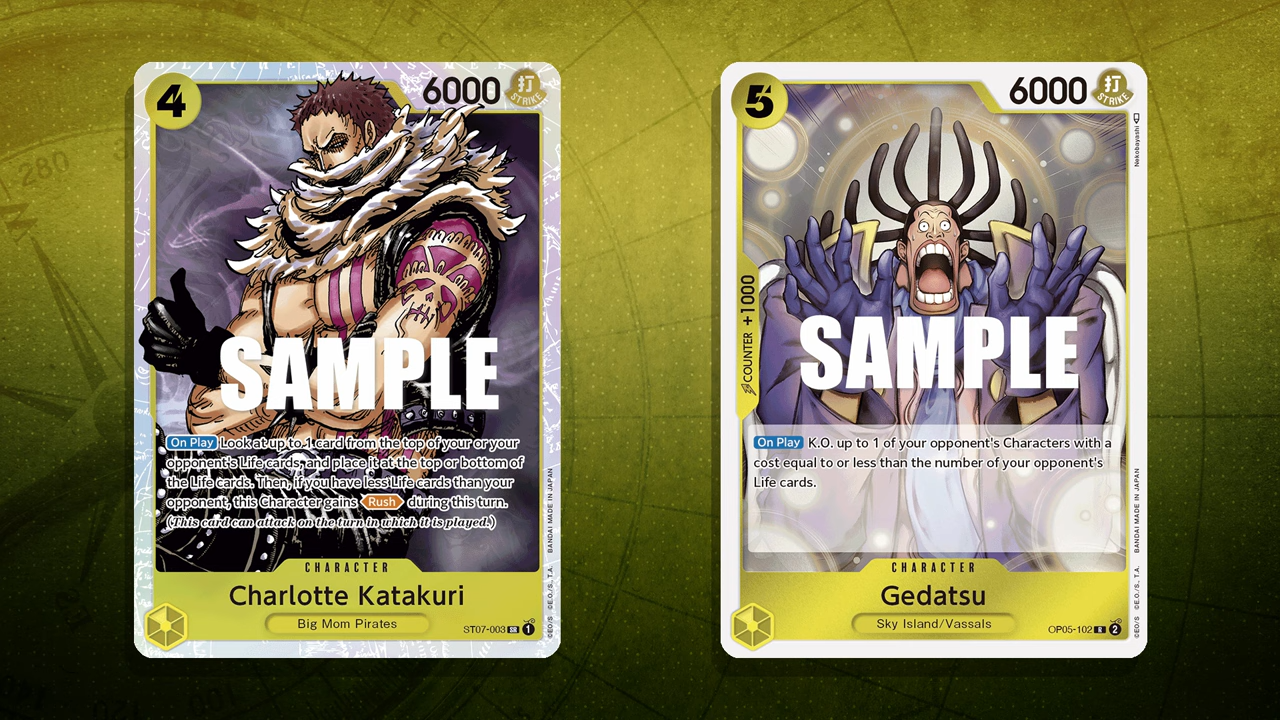 4
6000
打
STRIKE
SAMPLE
On Play Look at up to 1 card from the top of your or your
opponent's Life cards, and place it at the top or bottom of
the Life cards. Then, if you have less Life cards than your
opponent, this Character gains Rush during this turn.
(This card can attack on the turn in which it is played.)
CHARACTER
Charlotte Katakuri
Big Mom Pirates
ST07-003 SR 1
©E.O./S., T.A. BANDAI MADE IN JAPAN
5
6000
打
STRIKE
Nekobayashi
COUNTER +1000
SAMPLE
On Play K.O. up to 1 of your opponent's Characters with a
cost equal to or less than the number of your opponent's
Life cards.
CHARACTER
Gedatsu
Sky Island/Vassals
OP05-102 R 2
©E.O./S., T.A. BANDAI MADE IN JAPAN
280